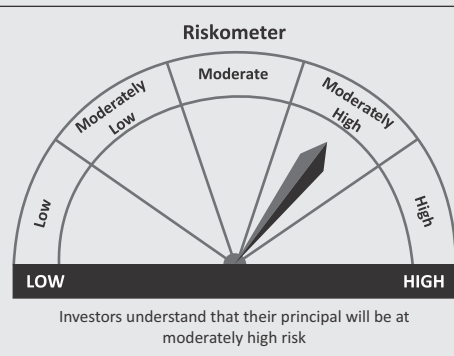 Riskometer
Moderate
Moderately
Low
Moderately
High
Low
High
LOW
HIGH
Investors understand that their principal will be at
moderately high risk